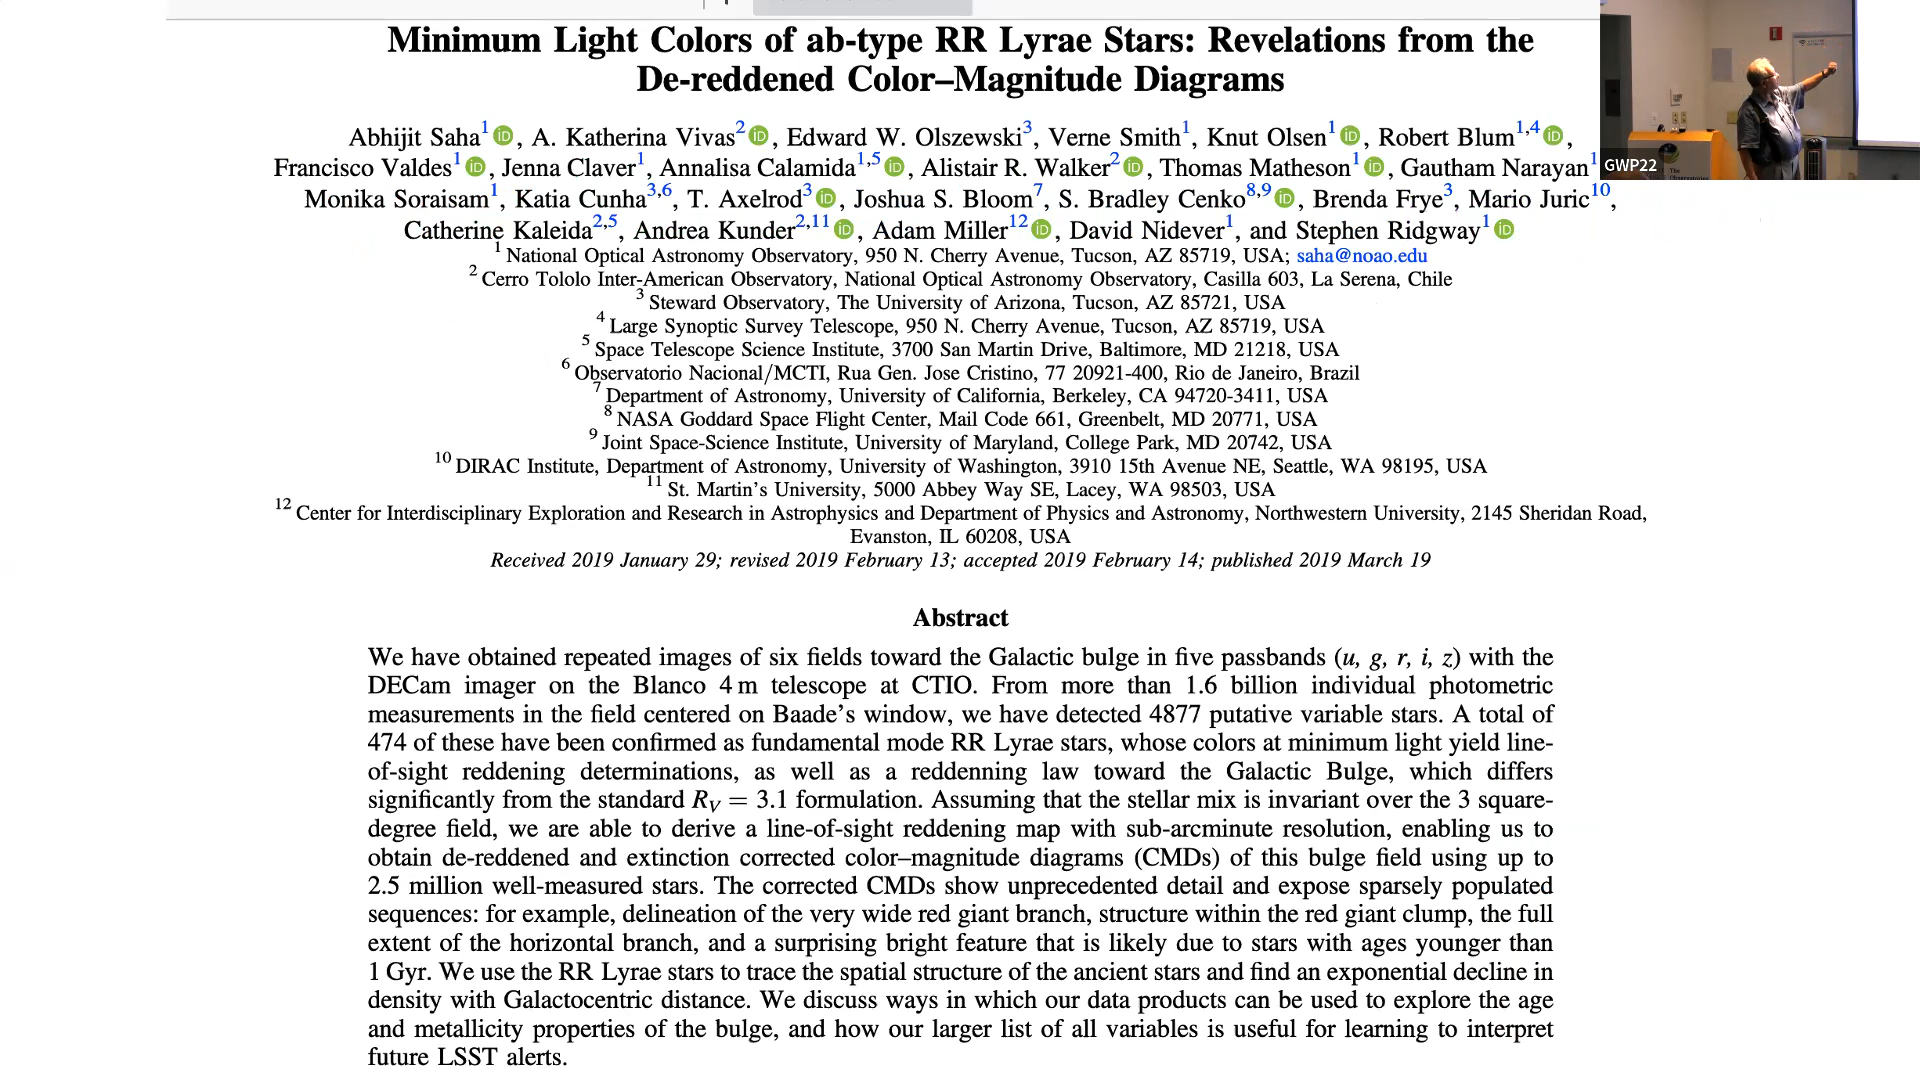 Minimum Light Colors of ab-type RR Lyrae Stars: Revelations from the
De-reddened Color–Magnitude Diagrams
Abhijit Saha1 iD, A. Katherina Vivas2 iD, Edward W. Olszewski3, Verne Smith1, Knut Olsen1 iD, Robert Blum1,4 iD,
Francisco Valdes1 iD, Jenna Claver1, Annalisa Calamida1,5 iD, Alistair R. Walker2 iD, Thomas Matheson1 iD, Gautham Narayan1
Monika Soraisam1, Katia Cunha3,6, T. Axelrod3 iD, Joshua S. Bloom7, S. Bradley Cenko8,9 iD, Brenda Frye3, Mario Juric10,
Catherine Kaleida2,5, Andrea Kunder2,11 iD, Adam Miller12 iD, David Nidever1, and Stephen Ridgway1 iD
1 National Optical Astronomy Observatory, 950 N. Cherry Avenue, Tucson, AZ 85719, USA; saha@noao.edu
2 Cerro Tololo Inter-American Observatory, National Optical Astronomy Observatory, Casilla 603, La Serena, Chile
3 Steward Observatory, The University of Arizona, Tucson, AZ 85721, USA
4 Large Synoptic Survey Telescope, 950 N. Cherry Avenue, Tucson, AZ 85719, USA
5 Space Telescope Science Institute, 3700 San Martin Drive, Baltimore, MD 21218, USA
6 Observatorio Nacional/MCTI, Rua Gen. Jose Cristino, 77 20921-400, Rio de Janeiro, Brazil
7 Department of Astronomy, University of California, Berkeley, CA 94720-3411, USA
8 NASA Goddard Space Flight Center, Mail Code 661, Greenbelt, MD 20771, USA
9 Joint Space-Science Institute, University of Maryland, College Park, MD 20742, USA
10 DIRAC Institute, Department of Astronomy, University of Washington, 3910 15th Avenue NE, Seattle, WA 98195, USA
11 St. Martin's University, 5000 Abbey Way SE, Lacey, WA 98503, USA
12 Center for Interdisciplinary Exploration and Research in Astrophysics and Department of Physics and Astronomy, Northwestern University, 2145 Sheridan Road,
Evanston, IL 60208, USA
Received 2019 January 29; revised 2019 February 13; accepted 2019 February 14; published 2019 March 19
Abstract
We have obtained repeated images of six fields toward the Galactic bulge in five passbands (u, g, r, i, z) with the
DECam imager on the Blanco 4 m telescope at CTIO. From more than 1.6 billion individual photometric
measurements in the field centered on Baade's window, we have detected 4877 putative variable stars. A total of
474 of these have been confirmed as fundamental mode RR Lyrae stars, whose colors at minimum light yield line-
of-sight reddening determinations, as well as a reddenning law toward the Galactic Bulge, which differs
significantly from the standard RV = 3.1 formulation. Assuming that the stellar mix is invariant over the 3 square-
degree field, we are able to derive a line-of-sight reddening map with sub-arcminute resolution, enabling us to
obtain de-reddened and extinction corrected color–magnitude diagrams (CMDs) of this bulge field using up to
2.5 million well-measured stars. The corrected CMDs show unprecedented detail and expose sparsely populated
sequences: for example, delineation of the very wide red giant branch, structure within the red giant clump, the full
extent of the horizontal branch, and a surprising bright feature that is likely due to stars with ages younger than
1 Gyr. We use the RR Lyrae stars to trace the spatial structure of the ancient stars and find an exponential decline in
density with Galactocentric distance. We discuss ways in which our data products can be used to explore the age
and metallicity properties of the bulge, and how our larger list of all variables is useful for learning to interpret
future LSST alerts.
GWP22